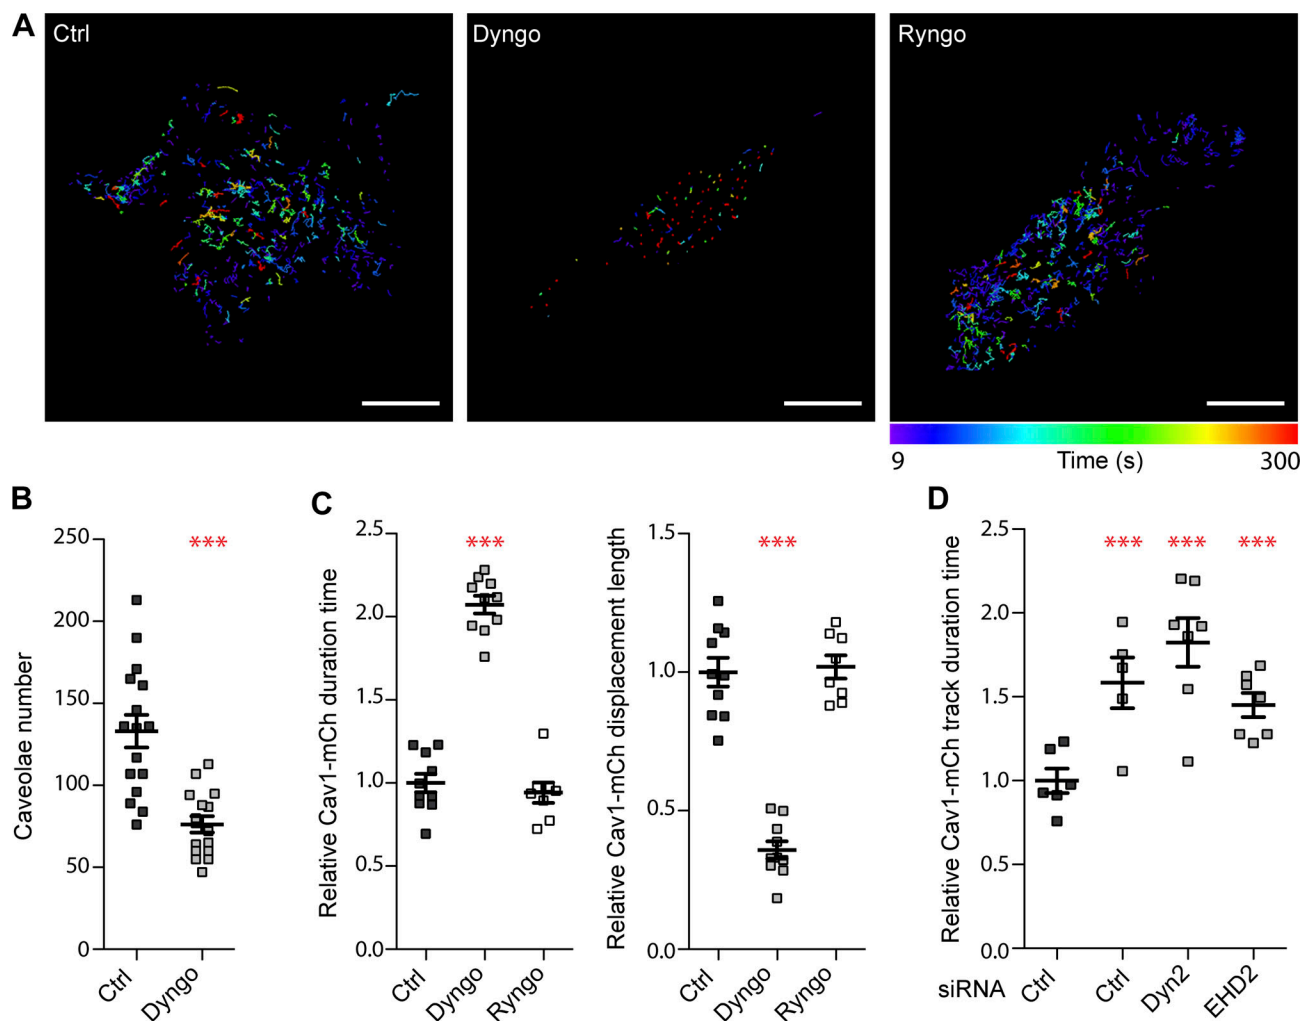 A
Ctrl
Dyngo
Ryngo
9 Time (s) 300
B
Caveolae number
250
200
150
100
50
0
***
Ctrl
Dyngo
C
Relative Cav1-mCh duration time
2.5
2.0
1.5
1.0
0.5
0.0
***
Ctrl
Dyngo
Ryngo
Relative Cav1-mCh displacement length
1.5
1.0
0.5
0.0
***
Ctrl
Dyngo
Ryngo
D
Relative Cav1-mCh track duration time
2.5
2.0
1.5
1.0
0.5
0.0
*** *** ***
siRNA
Ctrl
Ctrl
Dyn2
EHD2